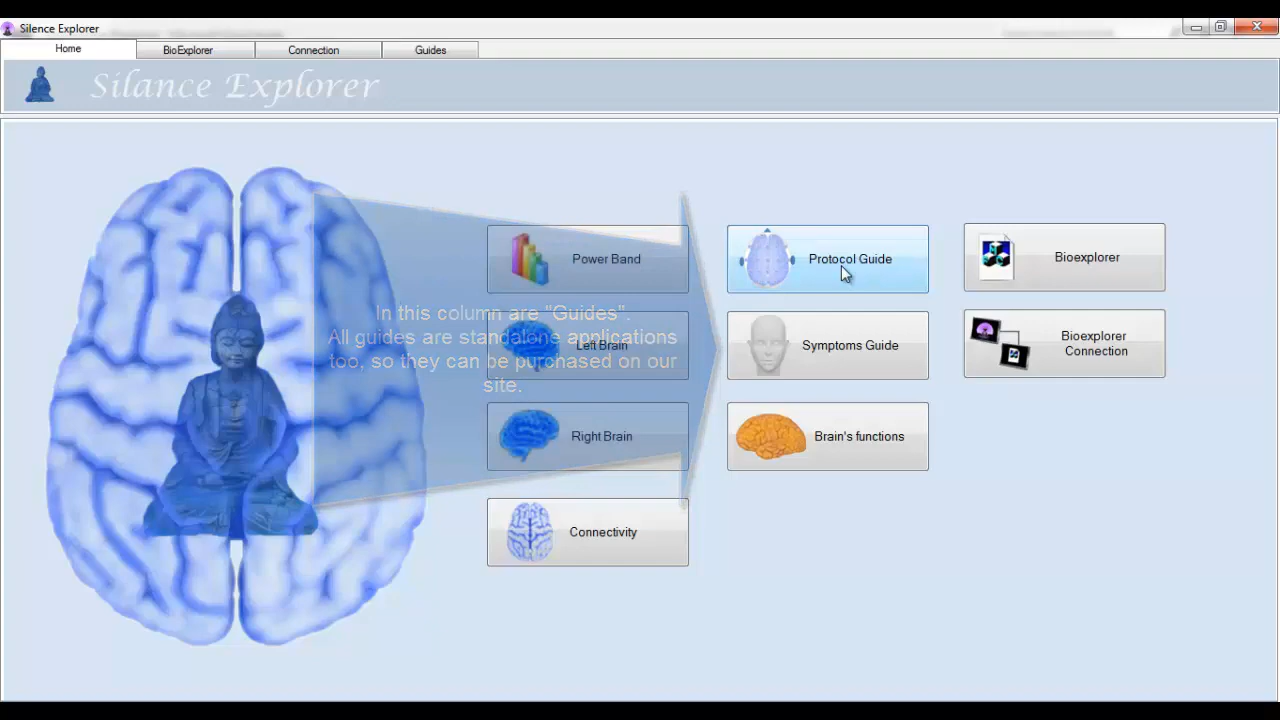 Silence Explorer
Home
BioExplorer
Connection
Guides
Silance Explorer
Power Band
Protocol Guide
Bioexplorer
In this column are "Guides".
All guides are standalone applications
too, so they can be purchased on our
site.
Left Brain
Symptoms Guide
Bioexplorer
Connection
Right Brain
Brain's functions
Connectivity